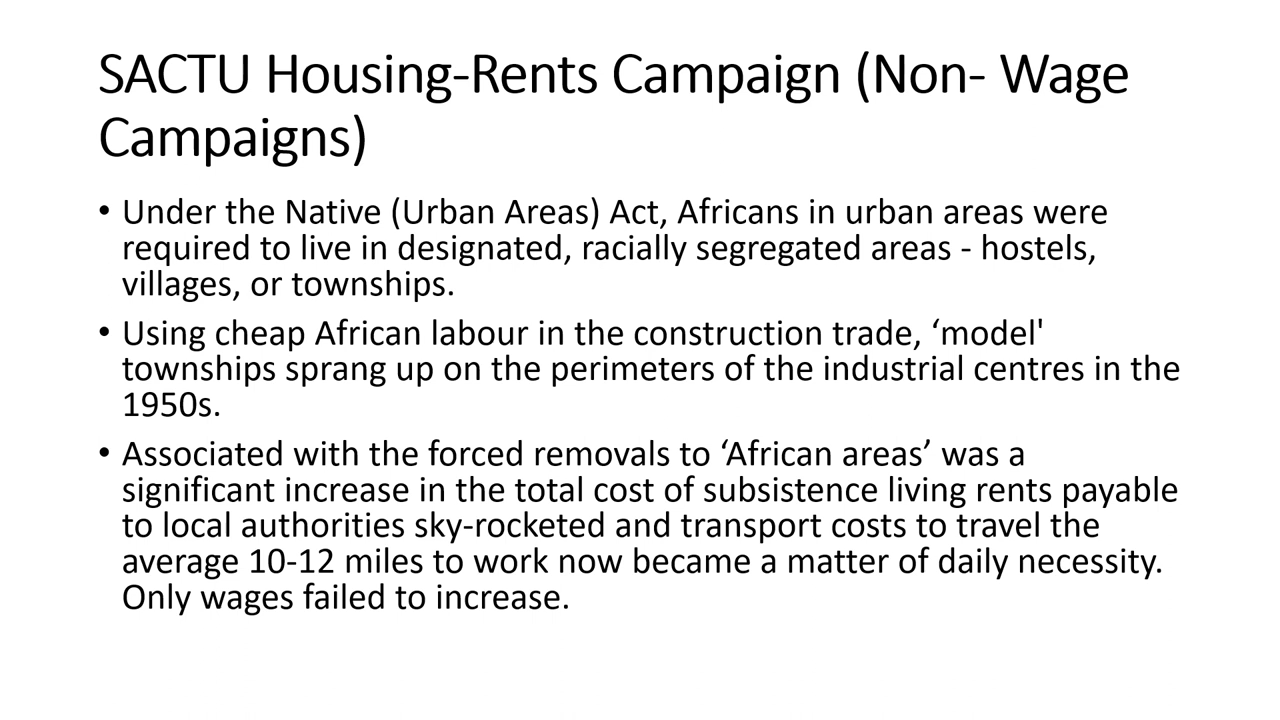 SACTU Housing-Rents Campaign (Non- Wage
Campaigns)
• Under the Native (Urban Areas) Act, Africans in urban areas were
required to live in designated, racially segregated areas - hostels,
villages, or townships.
• Using cheap African labour in the construction trade, ‘model'
townships sprang up on the perimeters of the industrial centres in the
1950s.
• Associated with the forced removals to ‘African areas’ was a
significant increase in the total cost of subsistence living rents payable
to local authorities sky-rocketed and transport costs to travel the
average 10-12 miles to work now became a matter of daily necessity.
Only wages failed to increase.